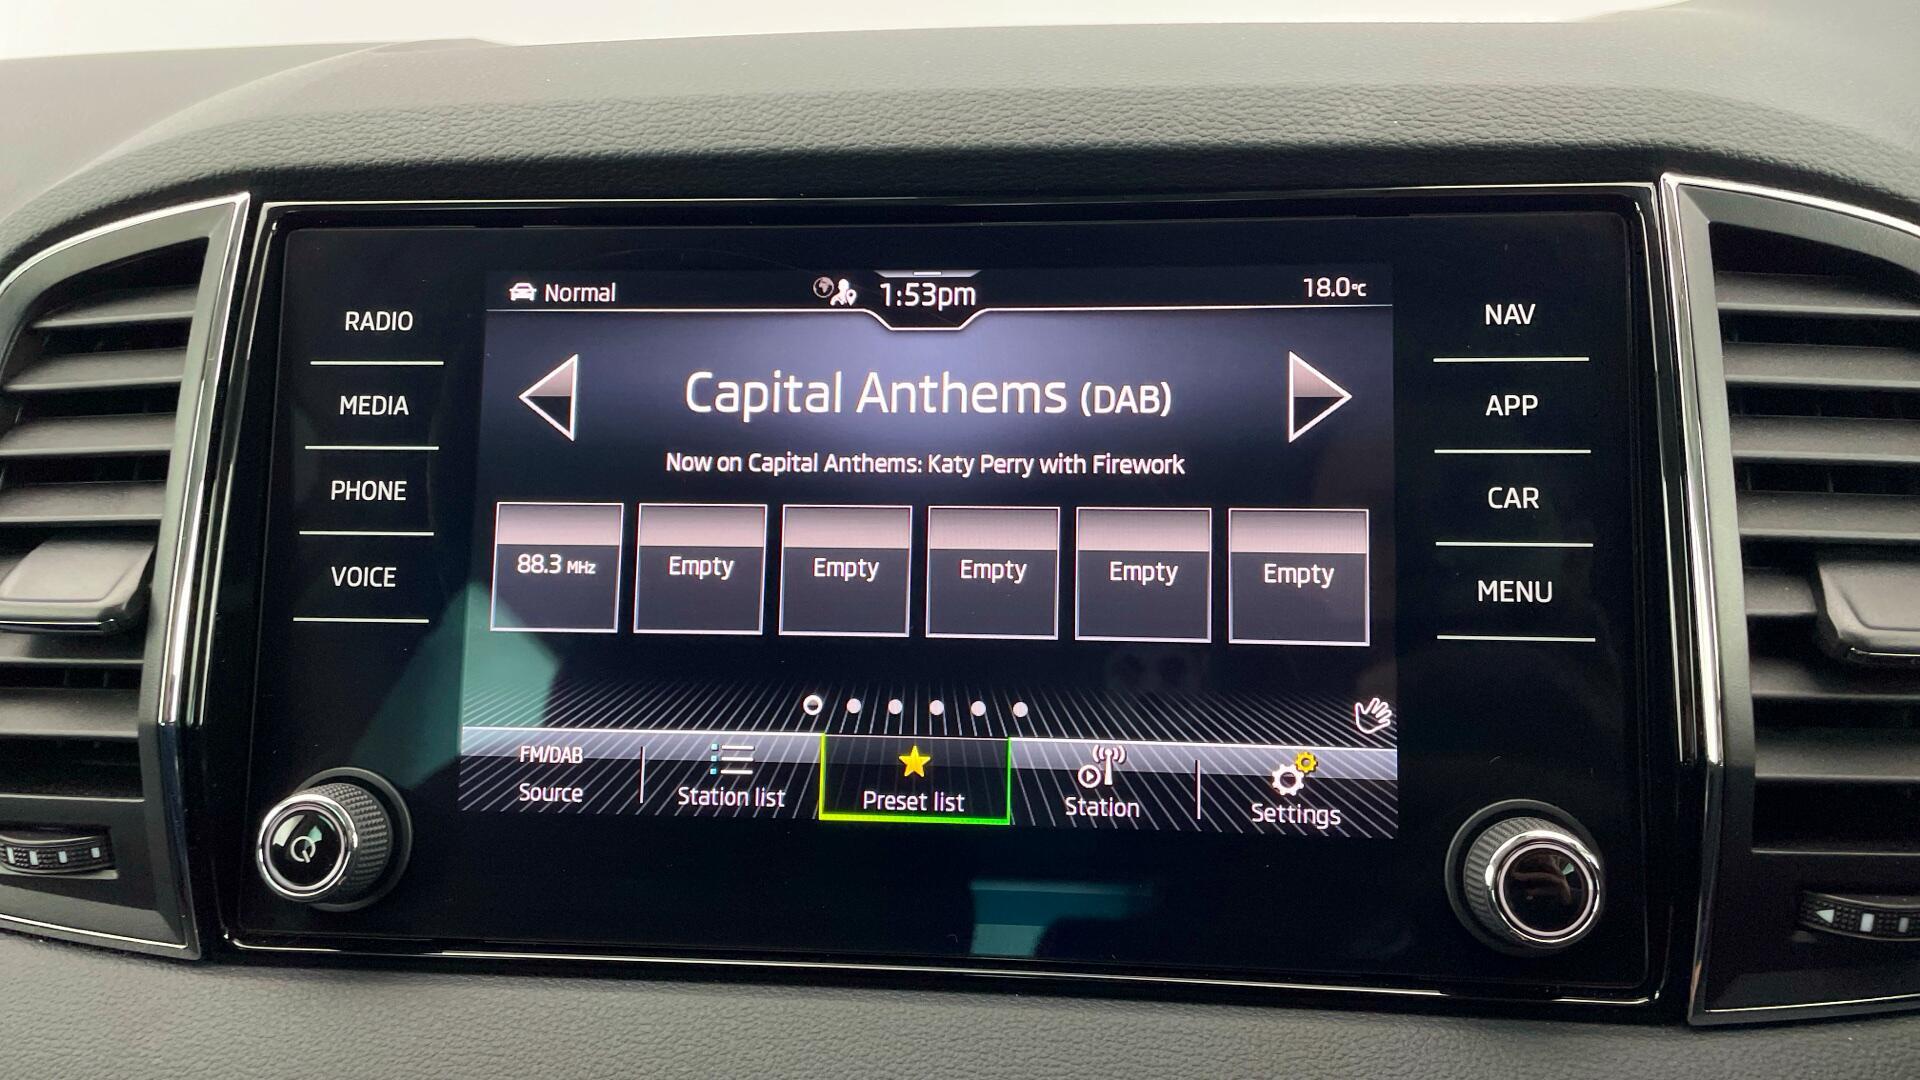 Normal
1:53pm
18.0°C
RADIO
MEDIA
PHONE
VOICE
Capital Anthems (DAB)
Now on Capital Anthems: Katy Perry with Firework
88.3 MHz
Empty
Empty
Empty
Empty
Empty
FM/DAB
Source
Station list
Preset list
Station
Settings
NAV
APP
CAR
MENU